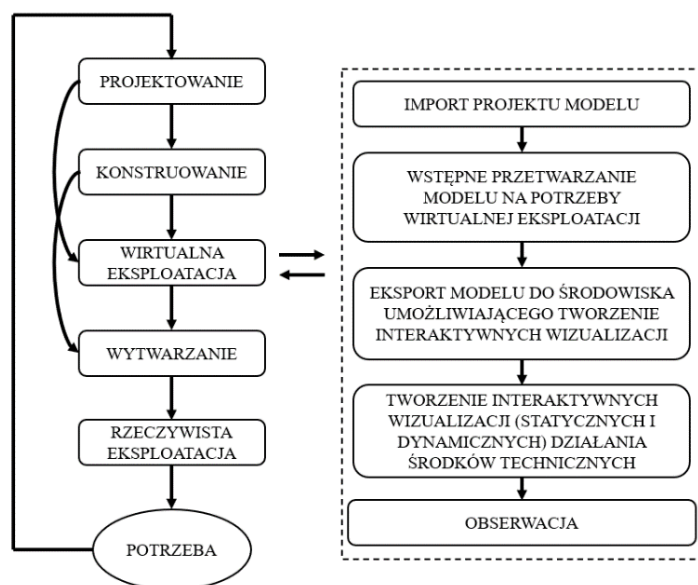 PROJEKTOWANIE
KONSTRUOWANIE
WIRTUALNA
EKSPLOATACJA
WYTWARZANIE
RZECZYWISTA
EKSPLOATACJA
POTRZEBA
IMPORT PROJEKTU MODELU
WSTĘPNE PRZETWARZANIE
MODELU NA POTRZEBY
WIRTUALNEJ EKSPLOATACJI
EKSPORT MODELU DO ŚRODOWISKA
UMOŻLIWIAJĄCEGO TWORZENIE
INTERAKTYWNYCH WIZUALIZACJI
TWORZENIE INTERAKTYWNYCH
WIZUALIZACJI (STATYCZNYCH I
DYNAMICZNYCH) DZIAŁANIA
ŚRODKÓW TECHNICZNYCH
OBSERWACJA